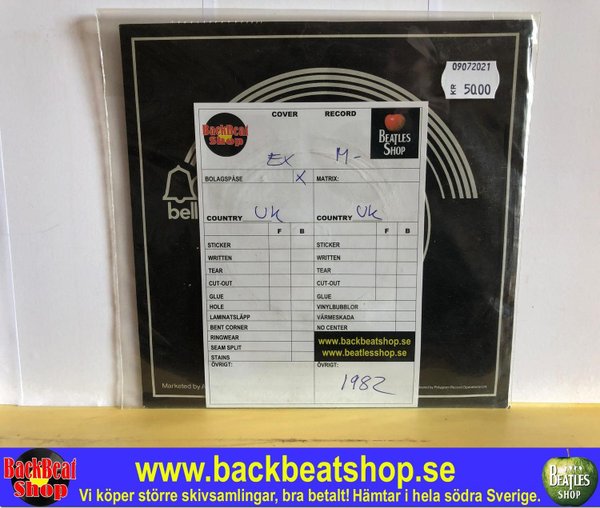 09072021
KR 50.00
COVER RECORD
BackBeat Shop
BEATLES SHOP
EX M-
BOLAGSPÅSE X MATRIX:
bell
COUNTRY UK COUNTRY UK
F B F B
STICKER STICKER
WRITTEN WRITTEN
TEAR TEAR
CUT-OUT CUT-OUT
GLUE GLUE
HOLE VINYLBUBBLOR
LAMINATSLÄPP VÄRMESKADA
BENT CORNER NO CENTER
RINGWEAR
SEAM SPLIT
STAINS
www.backbeatshop.se
www.beatlesshop.se
ÖVRIGT: ÖVRIGT:
1982
Marketed by
BackBeat Shop
www.backbeatshop.se
Vi köper större skivsamlingar, bra betalt! Hämtar i hela södra Sverige.
BEATLES SHOP